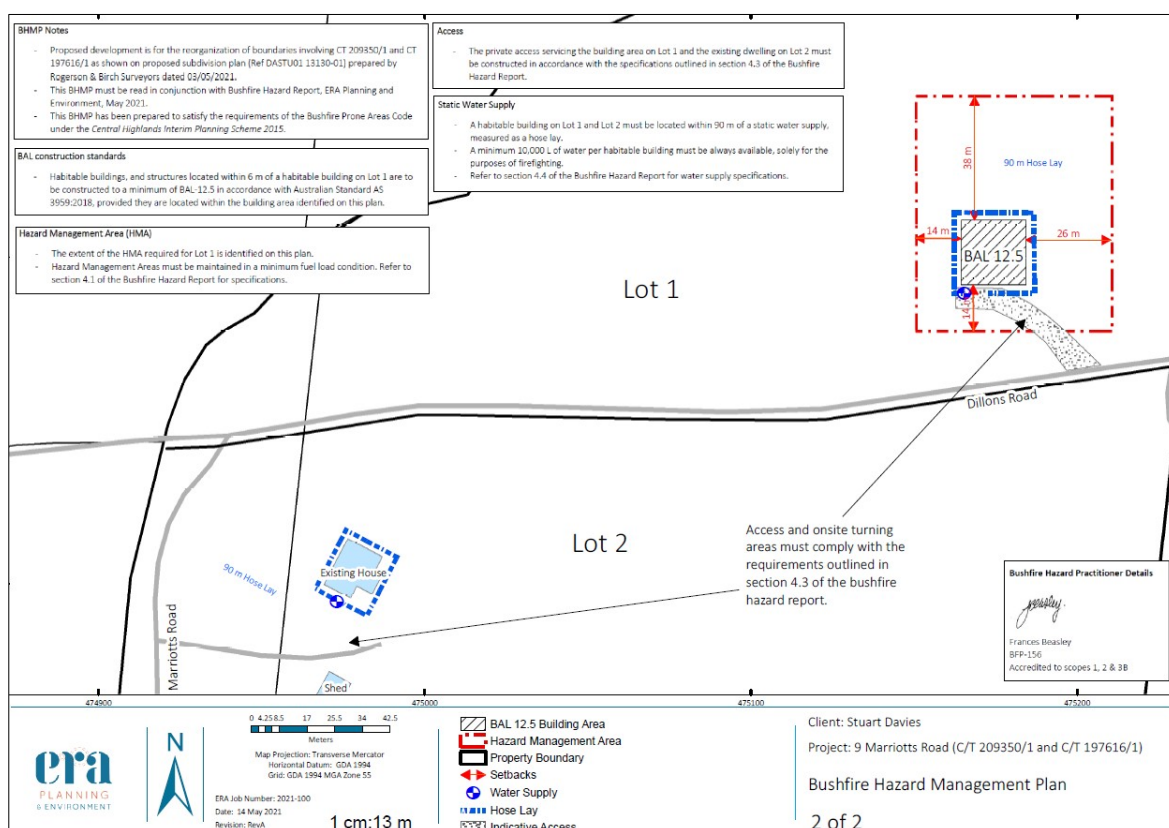 BHMP Notes
- Proposed development is for the reorganization of boundaries involving CT 209350/1 and CT
197616/1 as shown on proposed subdivision plan (Ref DASTU01 13130-01) prepared by
Rogerson & Birch Surveyors dated 03/05/2021.
- This BHMP must be read in conjunction with Bushfire Hazard Report, ERA Planning and
Environment, May 2021.
- This BHMP has been prepared to satisfy the requirements of the Bushfire Prone Areas Code
under the Central Highlands Interim Planning Scheme 2015.
BAL construction standards
- Habitable buildings, and structures located within 6 m of a habitable building on Lot 1 are to
be constructed to a minimum of BAL-12.5 in accordance with Australian Standard AS
3959:2018, provided they are located within the building area identified on this plan.
Hazard Management Area (HMA)
- The extent of the HMA required for Lot 1 is identified on this plan.
- Hazard Management Areas must be maintained in a minimum fuel load condition. Refer to
section 4.1 of the Bushfire Hazard Report for specifications.
Access
- The private access servicing the building area on Lot 1 and the existing dwelling on Lot 2 must
be constructed in accordance with the specifications outlined in section 4.3 of the Bushfire
Hazard Report.
Static Water Supply
- A habitable building on Lot 1 and Lot 2 must be located within 90 m of a static water supply,
measured as a hose lay.
- A minimum 10,000 L of water per habitable building must be always available, solely for the
purposes of firefighting.
- Refer to section 4.4 of the Bushfire Hazard Report for water supply specifications.
38 m
90 m Hose Lay
14 m
26 m
BAL 12.5
14
Lot 1
Dillons Road
Lot 2
Access and onsite turning
areas must comply with the
requirements outlined in
section 4.3 of the bushfire
hazard report.
90 m Hose Lay
Existing House
Marriotts Road
Shed
Bushfire Hazard Practitioner Details
Frances Beasley
BFP-156
Accredited to scopes 1, 2 & 3B
474900
475000
475100
475200
era
PLANNING
& ENVIRONMENT
N
0 4.25 8.5 17 25.5 34 42.5
Meters
Map Projection: Transverse Mercator
Horizontal Datum: GDA 1994
Grid: GDA 1994 MGA Zone 55
ERA Job Number: 2021-100
Date: 14 May 2021
Revision: RevA
1 cm:13 m
BAL 12.5 Building Area
Hazard Management Area
Property Boundary
Setbacks
Water Supply
Hose Lay
Indicative Access
Client: Stuart Davies
Project: 9 Marriotts Road (C/T 209350/1 and C/T 197616/1)
Bushfire Hazard Management Plan
2 of 2